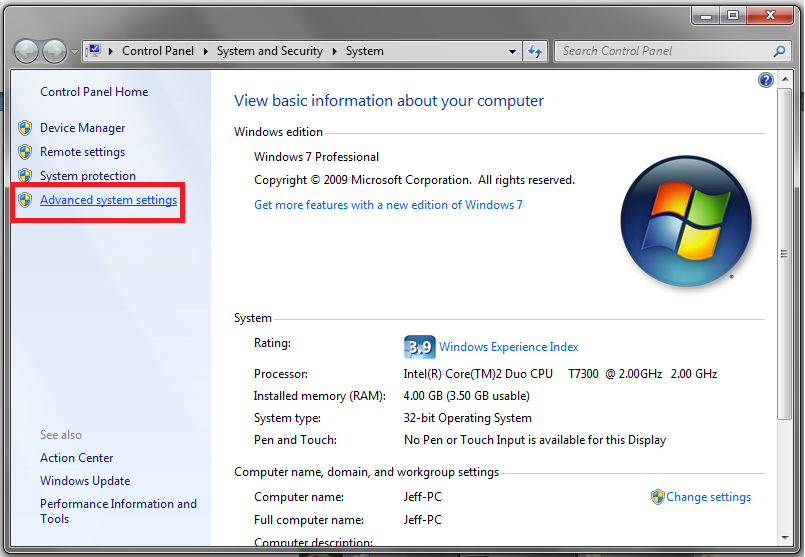 Control Panel ▸ System and Security ▸ System
Search Control Panel
Control Panel Home
Device Manager
Remote settings
System protection
Advanced system settings
See also
Action Center
Windows Update
Performance Information and
Tools
View basic information about your computer
Windows edition
Windows 7 Professional
Copyright © 2009 Microsoft Corporation. All rights reserved.
Get more features with a new edition of Windows 7
System
Rating: 3.9 Windows Experience Index
Processor: Intel(R) Core(TM)2 Duo CPU T7300 @ 2.00GHz 2.00 GHz
Installed memory (RAM): 4.00 GB (3.50 GB usable)
System type: 32-bit Operating System
Pen and Touch: No Pen or Touch Input is available for this Display
Computer name, domain, and workgroup settings
Computer name: Jeff-PC Change settings
Full computer name: Jeff-PC
Computer description: